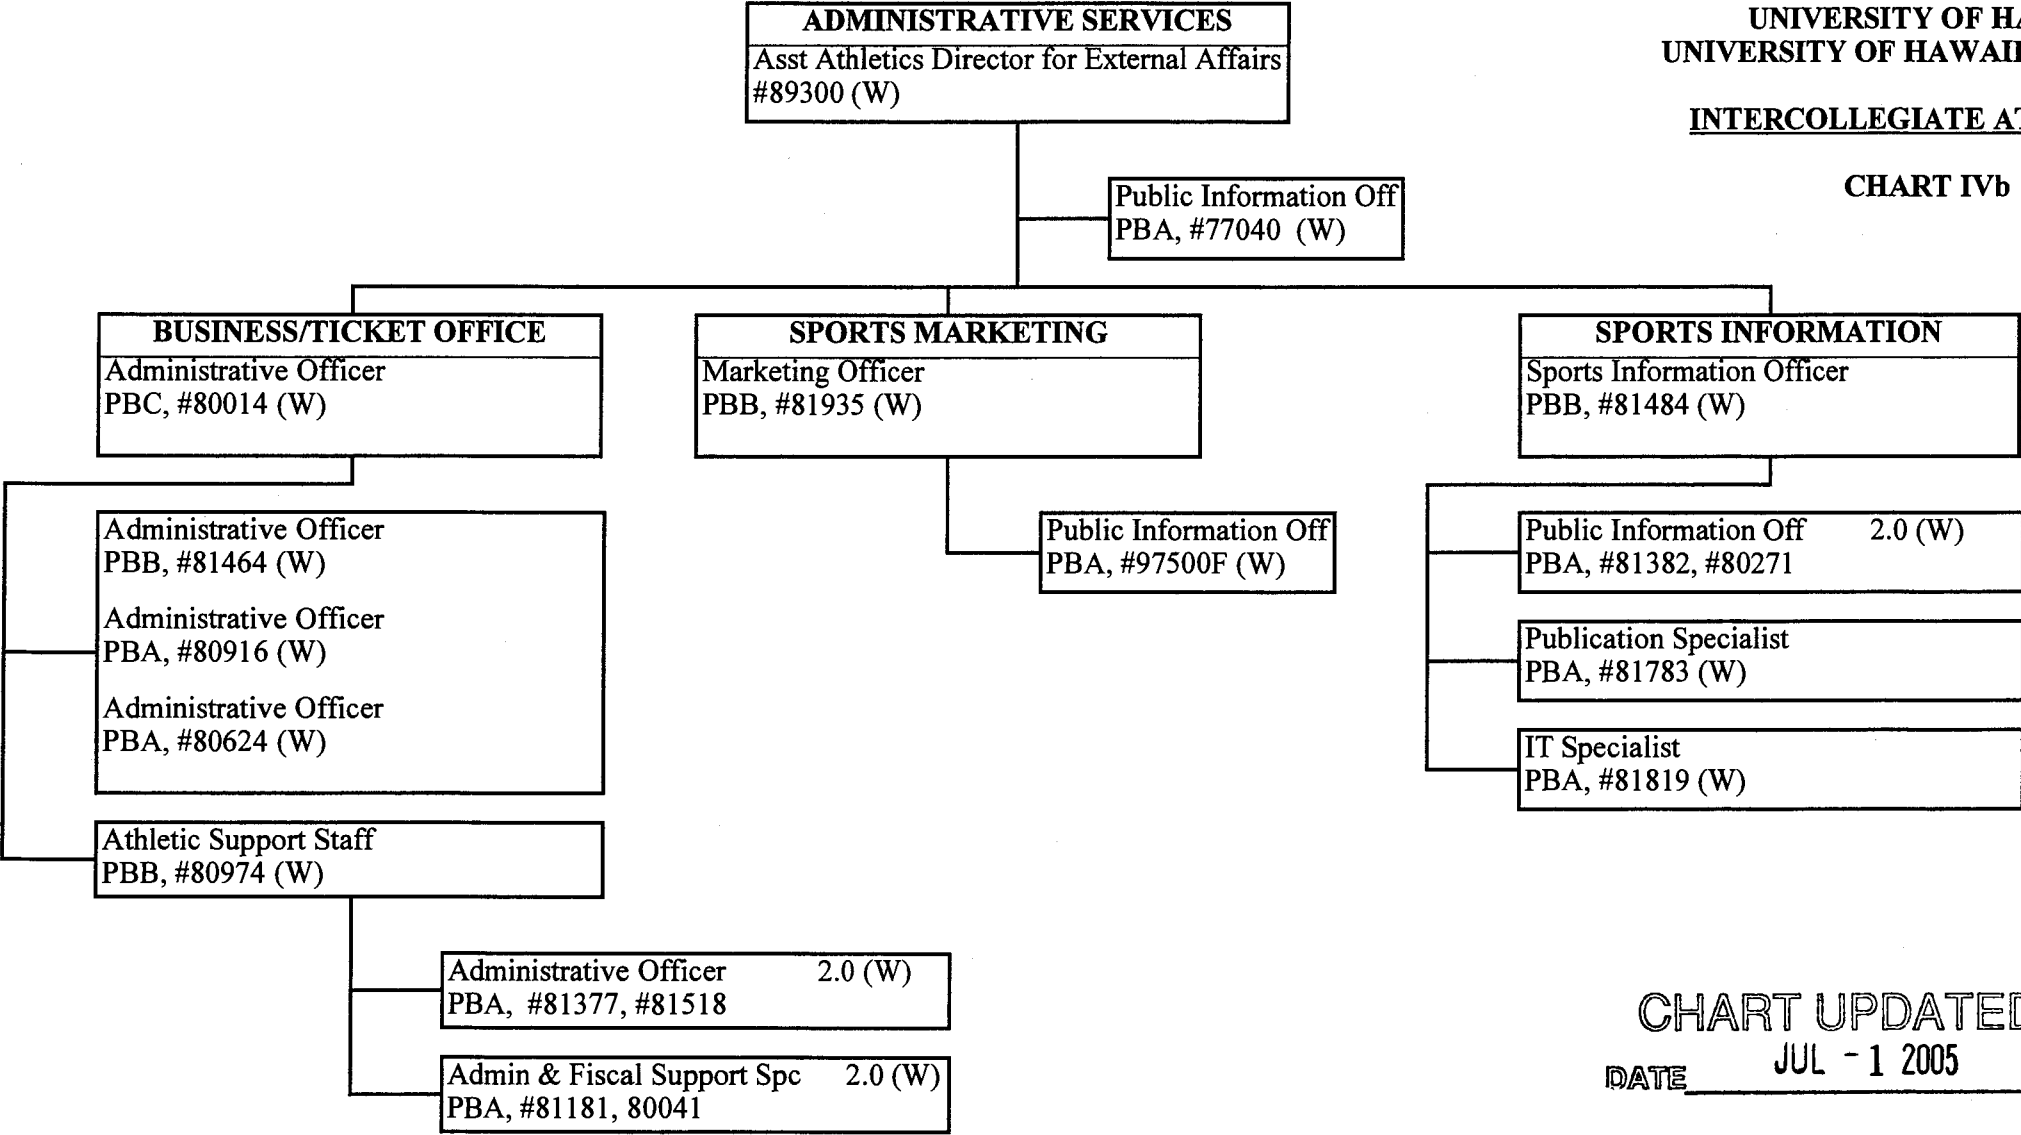 ADMINISTRATIVE SERVICES
Asst Athletics Director for External Affairs
#89300 (W)
UNIVERSITY OF
UNIVERSITY OF
INTERCOLLEGIATE
CHART IVb
Public Information Off
PBA, #77040 (W)
BUSINESS/TICKET OFFICE
Administrative Officer
PBC, #80014 (W)
SPORTS MARKETING
Marketing Officer
PBB, #81935 (W)
SPORTS INFORMATION
Sports Information Officer
PBB, #81484 (W)
Administrative Officer
PBB, #81464 (W)
Administrative Officer
PBA, #80916 (W)
Administrative Officer
PBA, #80624 (W)
Public Information Off
PBA, #97500F (W)
Public Information Off 2.0 (W)
PBA, #81382, #80271
Publication Specialist
PBA, #81783 (W)
IT Specialist
PBA, #81819 (W)
Athletic Support Staff
PBB, #80974 (W)
Administrative Officer 2.0 (W)
PBA, #81377, #81518
Admin & Fiscal Support Spc 2.0 (W)
PBA, #81181, 80041
CHART UPDATED
DATE JUL - 1 2005